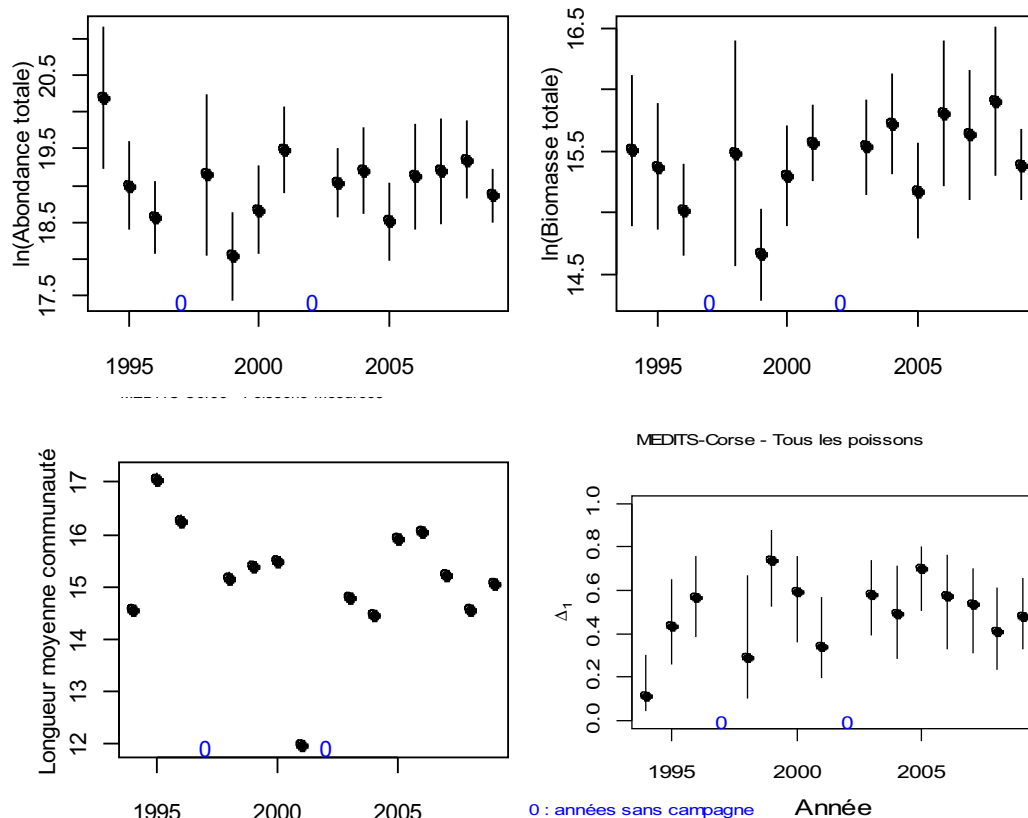 ln(Abondance totale)
20.5
19.5
18.5
17.5
0 0
1995 2000 2005
ln(Biomasse totale)
16.5
15.5
14.5
0 0
1995 2000 2005
Longueur moyenne communauté
17
16
15
14
13
12
0 0
1995 2000 2005
MEDITS-Corse - Tous les poissons
Δ1
1.0
0.8
0.6
0.4
0.2
0.0
0 0
1995 2000 2005
0 : années sans campagne
Année